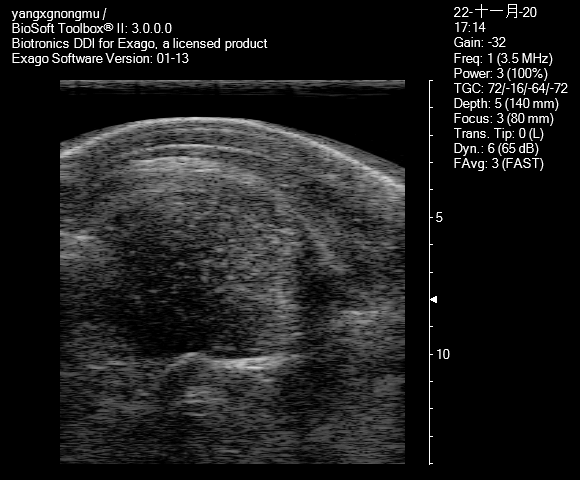 yangxgnongmu /
BioSoft Toolbox® II: 3.0.0.0
Biotronics DDI for Exago, a licensed product
Exago Software Version: 01-13
22-十一月-20
17:14
Gain: -32
Freq: 1 (3.5 MHz)
Power: 3 (100%)
TGC: 72/-16/-64/-72
Depth: 5 (140 mm)
Focus: 3 (80 mm)
Trans. Tip: 0 (L)
Dyn.: 6 (65 dB)
FAvg: 3 (FAST)
5
10